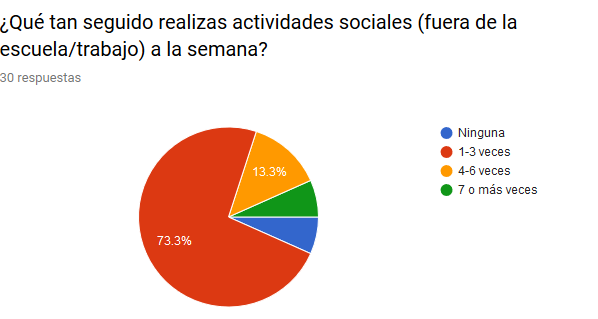 ¿Qué tan seguido realizas actividades sociales (fuera de la
escuela/trabajo) a la semana?
30 respuestas
Ninguna
1-3 veces
4-6 veces
7 o más veces
13.3%
73.3%